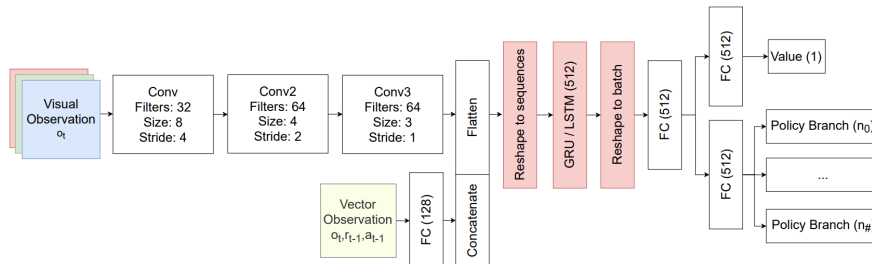 Visual
Observation
oₜ
Conv
Filters: 32
Size: 8
Stride: 4
Conv2
Filters: 64
Size: 4
Stride: 2
Conv3
Filters: 64
Size: 3
Stride: 1
Flatten
Vector
Observation
oₜ,rₜ₋₁,aₜ₋₁
FC (128)
Concatenate
Reshape to sequences
GRU / LSTM (512)
Reshape to batch
FC (512)
FC (512)
Value (1)
FC (512)
Policy Branch (n₀)
...
Policy Branch (n#)